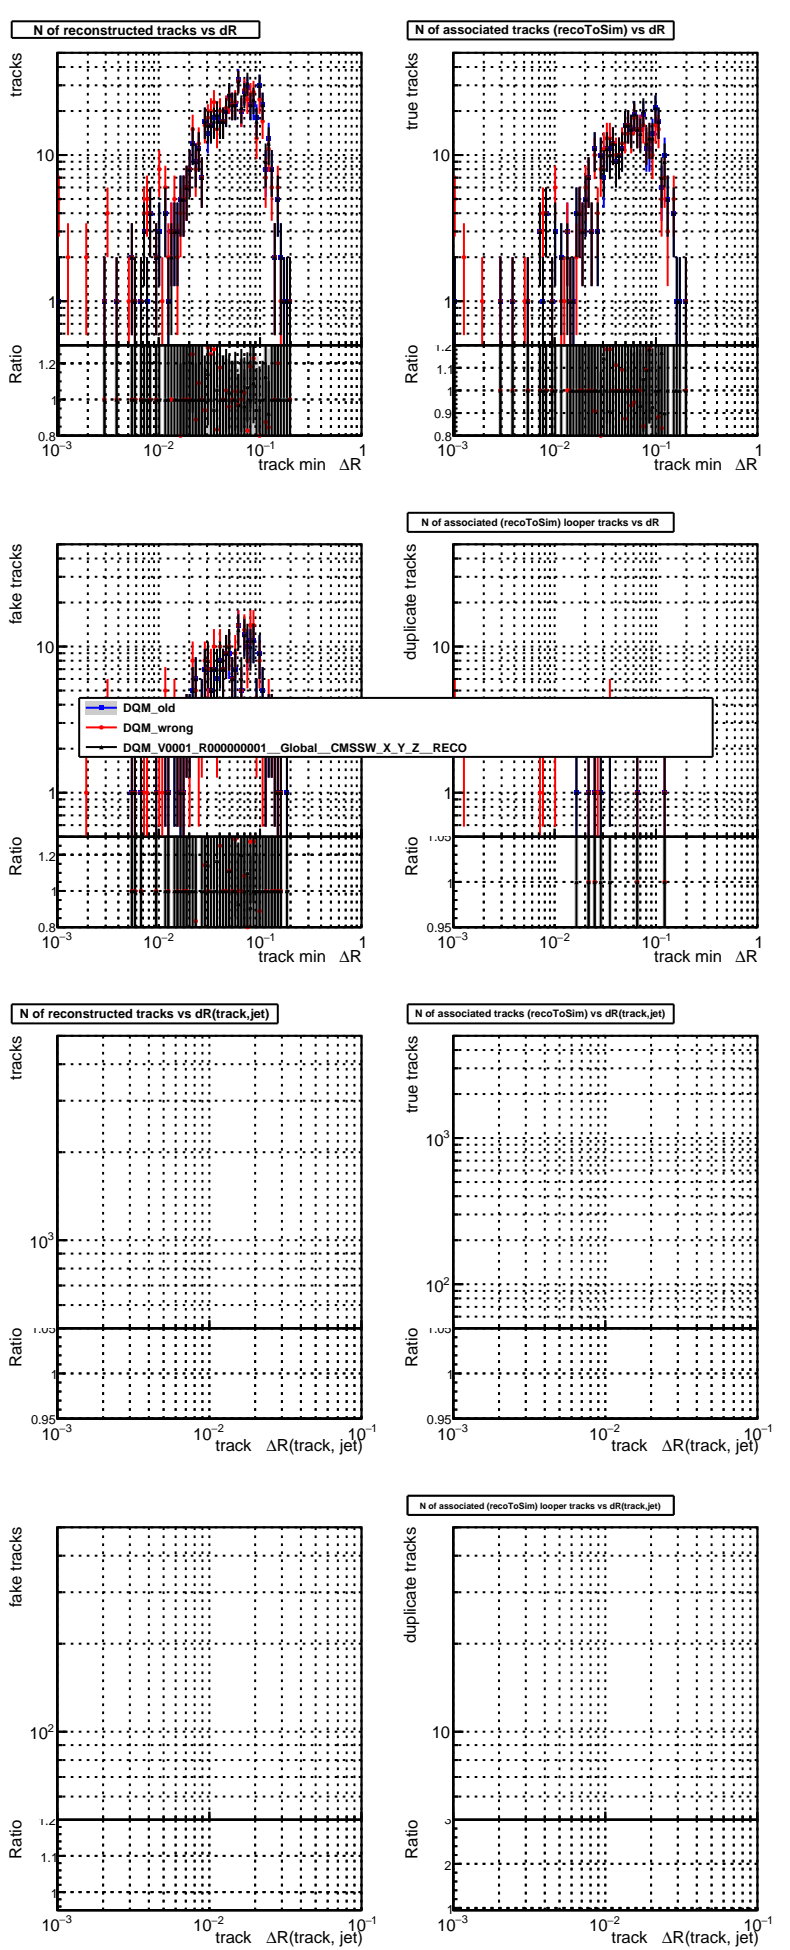 N of reconstructed tracks vs dR
N of associated tracks (recoToSim) vs dR
tracks
10
1
Ratio
1.2
1
0.8
10⁻³
10⁻²
10⁻¹
1
track min ΔR
true tracks
10
1
Ratio
1.2
1.1
1
0.9
0.8
10⁻³
10⁻²
10⁻¹
1
track min ΔR
N of associated (recoToSim) looper tracks vs dR
fake tracks
10
1
Ratio
1.2
1
0.8
10⁻³
10⁻²
10⁻¹
1
track min ΔR
duplicate tracks
10
1
Ratio
1.05
1
0.95
10⁻³
10⁻²
10⁻¹
1
track min ΔR
DQM_old
DQM_wrong
DQM_V0001_R000000001__Global__CMSSW_X_Y_Z__RECO
N of reconstructed tracks vs dR(track,jet)
N of associated tracks (recoToSim) vs dR(track,jet)
tracks
10³
Ratio
1.05
1
0.95
10⁻³
10⁻²
10⁻¹
track ΔR(track, jet)
true tracks
10³
10²
Ratio
1.05
1
0.95
10⁻³
10⁻²
10⁻¹
track ΔR(track, jet)
N of associated (recoToSim) looper tracks vs dR(track,jet)
fake tracks
10²
Ratio
1.2
1.1
1
10⁻³
10⁻²
10⁻¹
track ΔR(track, jet)
duplicate tracks
10
Ratio
3
2
1
10⁻³
10⁻²
10⁻¹
track ΔR(track, jet)